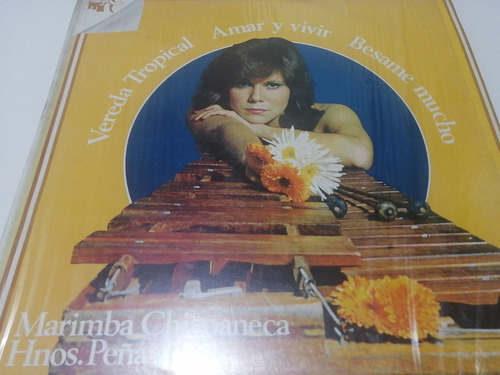 Vereda Tropical Amar y vivir Besame mucho
Marimba Chiapaneca
Hnos. Peña